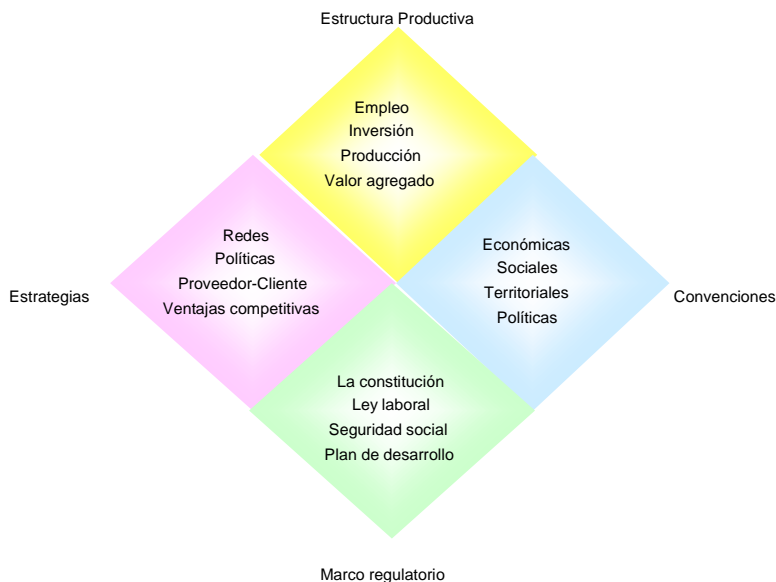 Estructura Productiva
Empleo
Inversión
Producción
Valor agregado
Redes
Políticas
Proveedor-Cliente
Ventajas competitivas
Estrategias
Económicas
Sociales
Territoriales
Políticas
Convenciones
La constitución
Ley laboral
Seguridad social
Plan de desarrollo
Marco regulatorio